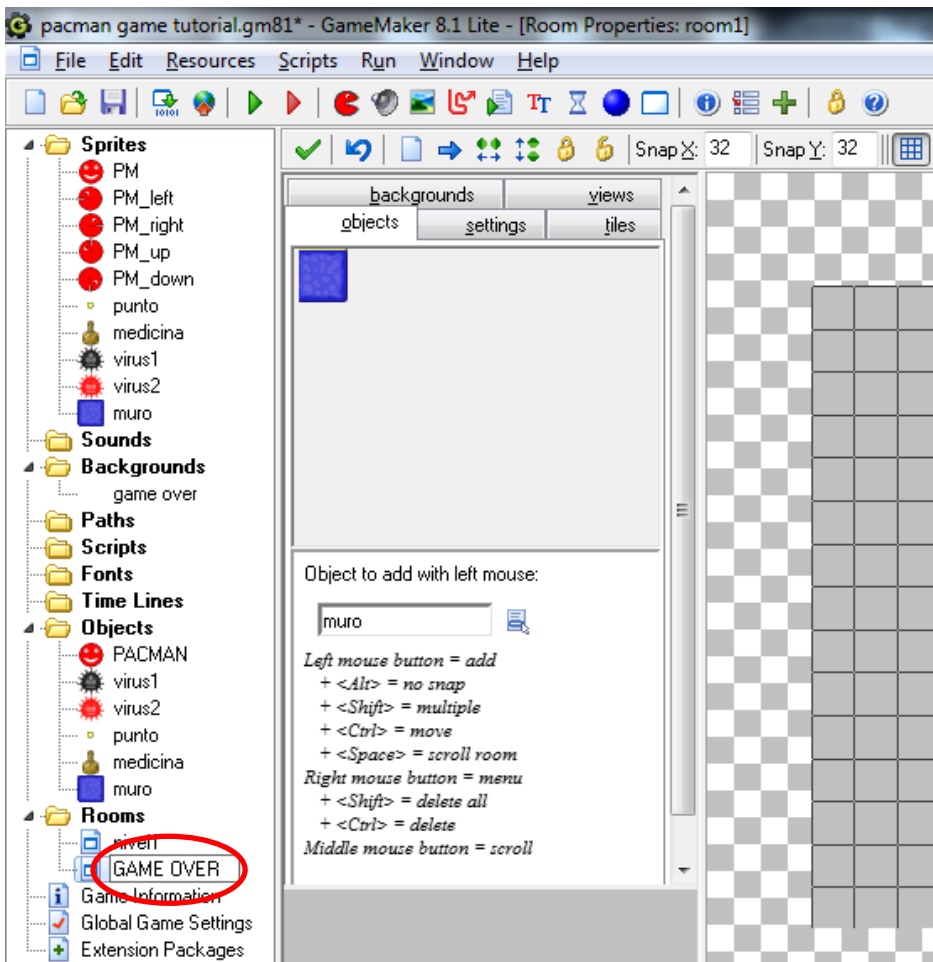 pacman game tutorial.gm81* - GameMaker 8.1 Lite - [Room Properties: room1]
File Edit Resources Scripts Run Window Help
Sprites
PM
PM_left
PM_right
PM_up
PM_down
punto
medicina
virus1
virus2
muro
Sounds
Backgrounds
game over
Paths
Scripts
Fonts
Time Lines
Objects
PACMAN
virus1
virus2
punto
medicina
muro
Rooms
nivel1
GAME OVER
Game Information
Global Game Settings
Extension Packages
Snap X: 32 Snap Y: 32
backgrounds views
objects settings tiles
Object to add with left mouse:
muro
Left mouse button = add
+ <Alt> = no snap
+ <Shift> = multiple
+ <Ctrl> = move
+ <Space> = scroll room
Right mouse button = menu
+ <Shift> = delete all
+ <Ctrl> = delete
Middle mouse button = scroll